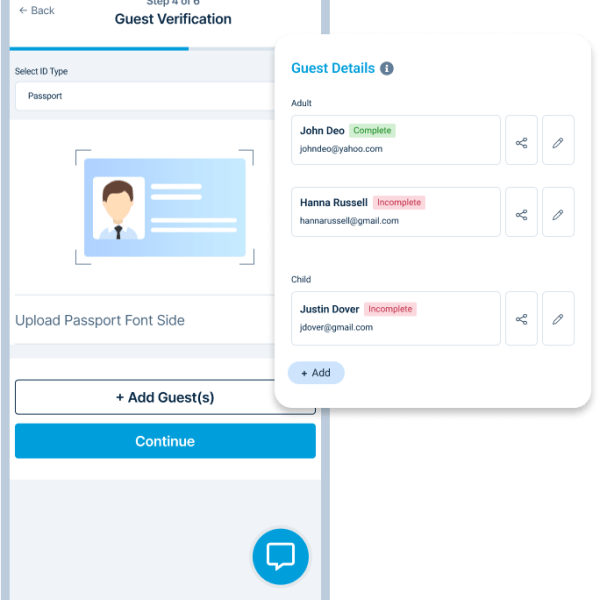 Step 4 of 6
← Back
Guest Verification
Select ID Type
Passport
Upload Passport Font Side
+ Add Guest(s)
Continue
Guest Details
Adult
John Deo Complete
johndeo@yahoo.com
Hanna Russell Incomplete
hannarussell@gmail.com
Child
Justin Dover Incomplete
jdover@gmail.com
+ Add